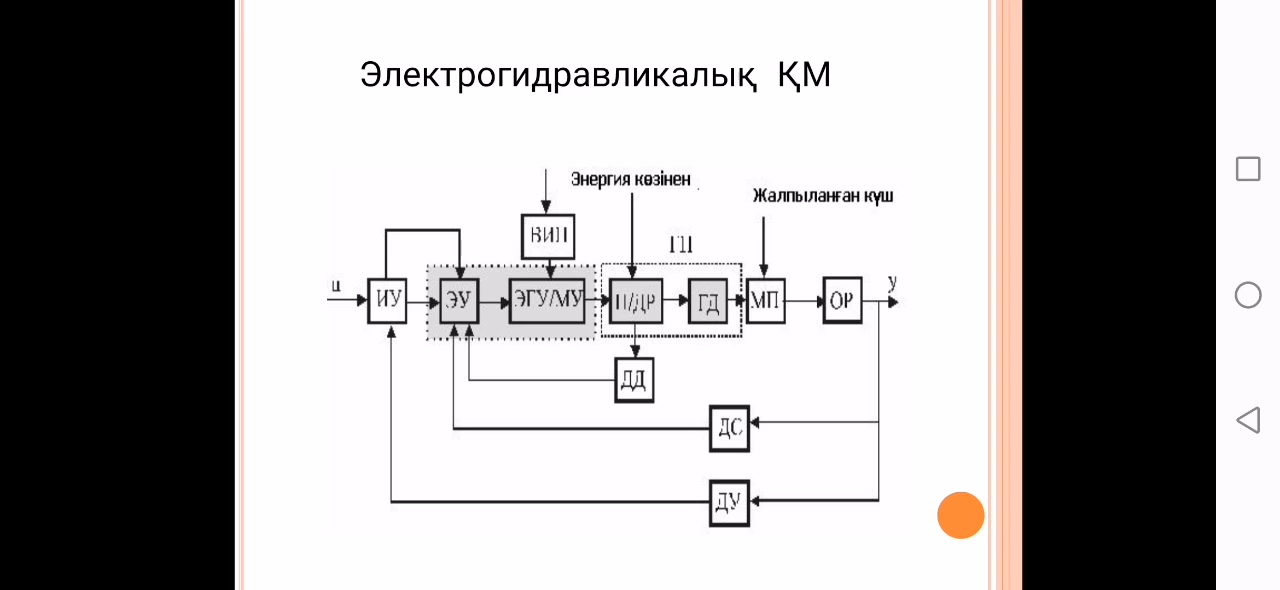 Электрогидравликалық ҚМ
Энергия көзінен
Жалпыланған күш
ВИП
ГП
u
ИУ
ЭУ
ЭГУ/МУ
П/ДР
ГД
МП
ОР
y
ДД
ДС
ДУ